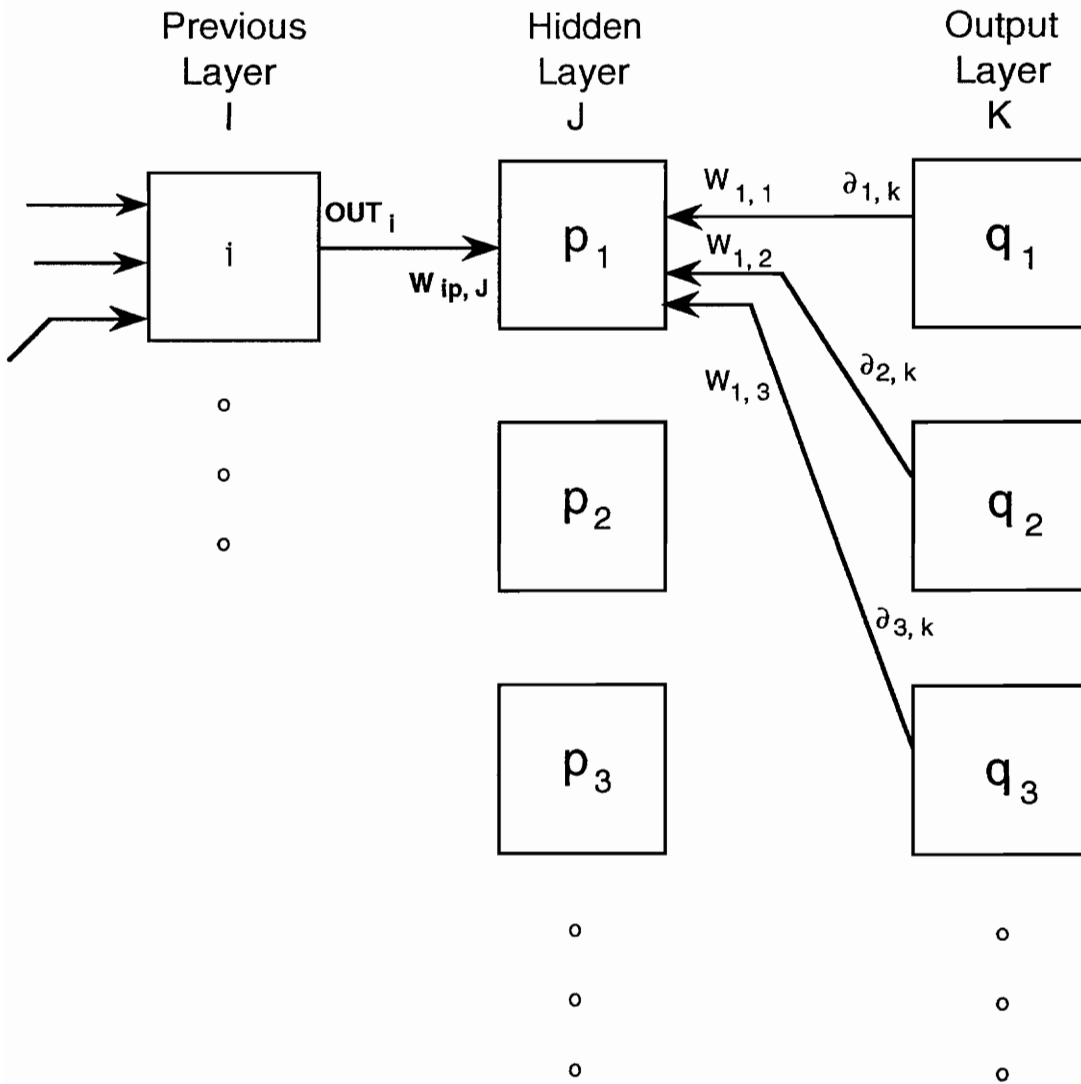 Previous
Layer
I
Hidden
Layer
J
Output
Layer
K
i
OUT i
W ip, J
p 1
W 1, 1
∂ 1, k
q 1
W 1, 2
∂ 2, k
W 1, 3
p 2
q 2
∂ 3, k
p 3
q 3